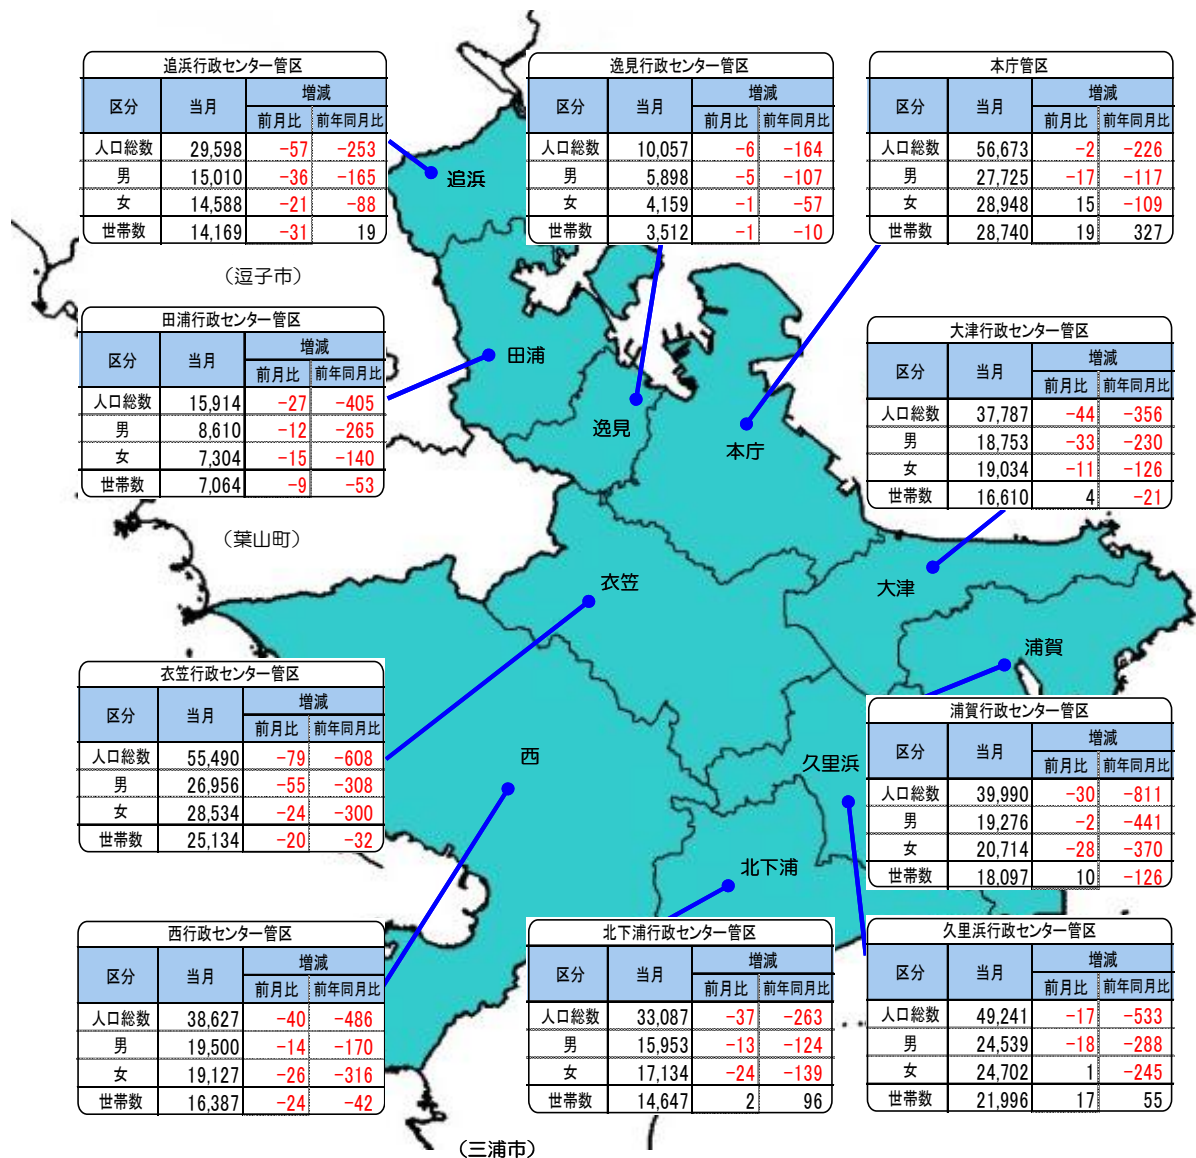 追浜行政センター管区
区分 当月 増減
前月比 前年同月比
人口総数 29,598 -57 -253
男 15,010 -36 -165
女 14,588 -21 -88
世帯数 14,169 -31 19
逸見行政センター管区
区分 当月 増減
前月比 前年同月比
人口総数 10,057 -6 -164
男 5,898 -5 -107
女 4,159 -1 -57
世帯数 3,512 -1 -10
本庁管区
区分 当月 増減
前月比 前年同月比
人口総数 56,673 -2 -226
男 27,725 -17 -117
女 28,948 15 -109
世帯数 28,740 19 327
追浜
（逗子市）
田浦行政センター管区
区分 当月 増減
前月比 前年同月比
人口総数 15,914 -27 -405
男 8,610 -12 -265
女 7,304 -15 -140
世帯数 7,064 -9 -53
田浦
逸見
本庁
大津行政センター管区
区分 当月 増減
前月比 前年同月比
人口総数 37,787 -44 -356
男 18,753 -33 -230
女 19,034 -11 -126
世帯数 16,610 4 -21
（葉山町）
衣笠
大津
浦賀
衣笠行政センター管区
区分 当月 増減
前月比 前年同月比
人口総数 55,490 -79 -608
男 26,956 -55 -308
女 28,534 -24 -300
世帯数 25,134 -20 -32
西
久里浜
浦賀行政センター管区
区分 当月 増減
前月比 前年同月比
人口総数 39,990 -30 -811
男 19,276 -2 -441
女 20,714 -28 -370
世帯数 18,097 10 -126
北下浦
西行政センター管区
区分 当月 増減
前月比 前年同月比
人口総数 38,627 -40 -486
男 19,500 -14 -170
女 19,127 -26 -316
世帯数 16,387 -24 -42
北下浦行政センター管区
区分 当月 増減
前月比 前年同月比
人口総数 33,087 -37 -263
男 15,953 -13 -124
女 17,134 -24 -139
世帯数 14,647 2 96
久里浜行政センター管区
区分 当月 増減
前月比 前年同月比
人口総数 49,241 -17 -533
男 24,539 -18 -288
女 24,702 1 -245
世帯数 21,996 17 55
（三浦市）